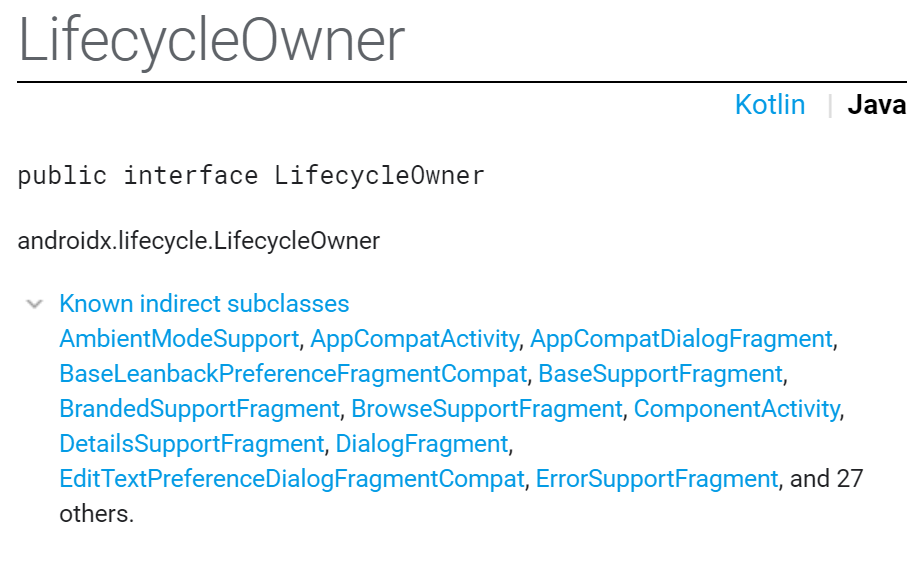 LifecycleOwner
Kotlin | Java
public interface LifecycleOwner
androidx.lifecycle.LifecycleOwner
Known indirect subclasses
AmbientModeSupport, AppCompatActivity, AppCompatDialogFragment,
BaseLeanbackPreferenceFragmentCompat, BaseSupportFragment,
BrandedSupportFragment, BrowseSupportFragment, ComponentActivity,
DetailsSupportFragment, DialogFragment,
EditTextPreferenceDialogFragmentCompat, ErrorSupportFragment, and 27
others.